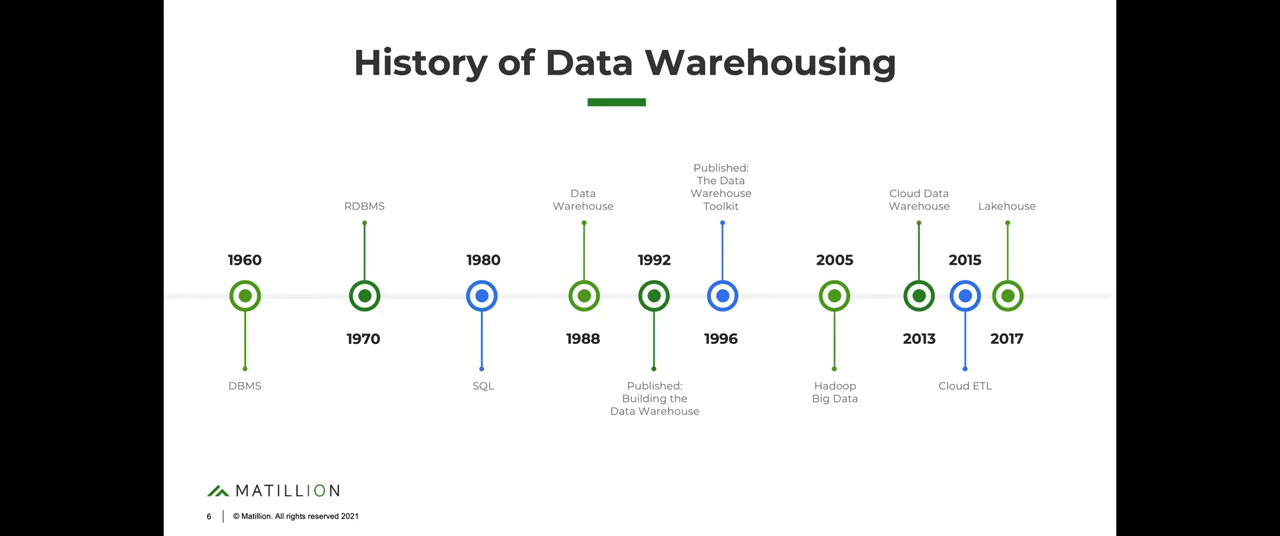 History of Data Warehousing
Published:
The Data
Warehouse
Toolkit
Data
Warehouse
Cloud Data
Warehouse
RDBMS
Lakehouse
1960
1980
1992
2005
2015
1970
1988
1996
2013
2017
DBMS
SQL
Published:
Building the
Data Warehouse
Hadoop
Big Data
Cloud ETL
MATILLION
6
© Matillion. All rights reserved 2021